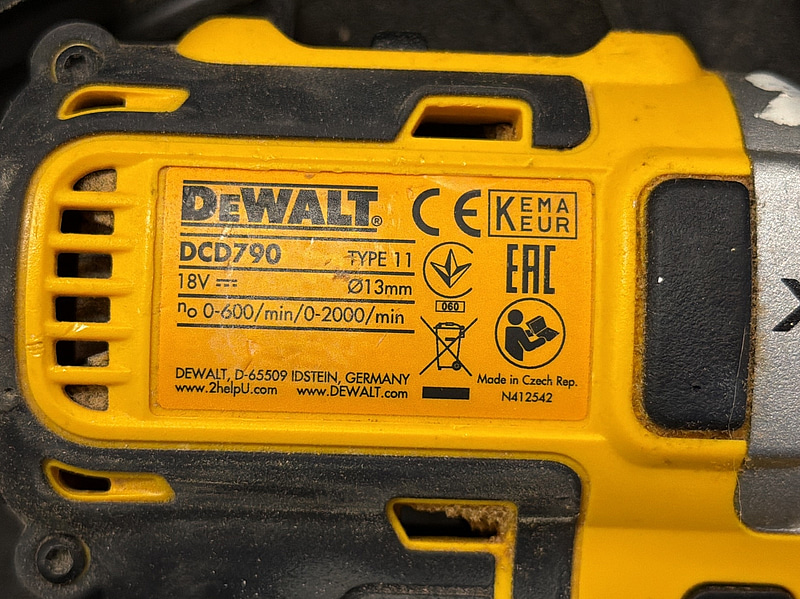 DEWALT®
DCD790 TYPE 11
18V ⎓ Ø13mm
n₀ 0-600/min/0-2000/min
DEWALT, D-65509 IDSTEIN, GERMANY
www.2helpU.com www.DEWALT.com
CE
KEMA
KEUR
EAC
060
Made in Czech Rep.
N412542
X